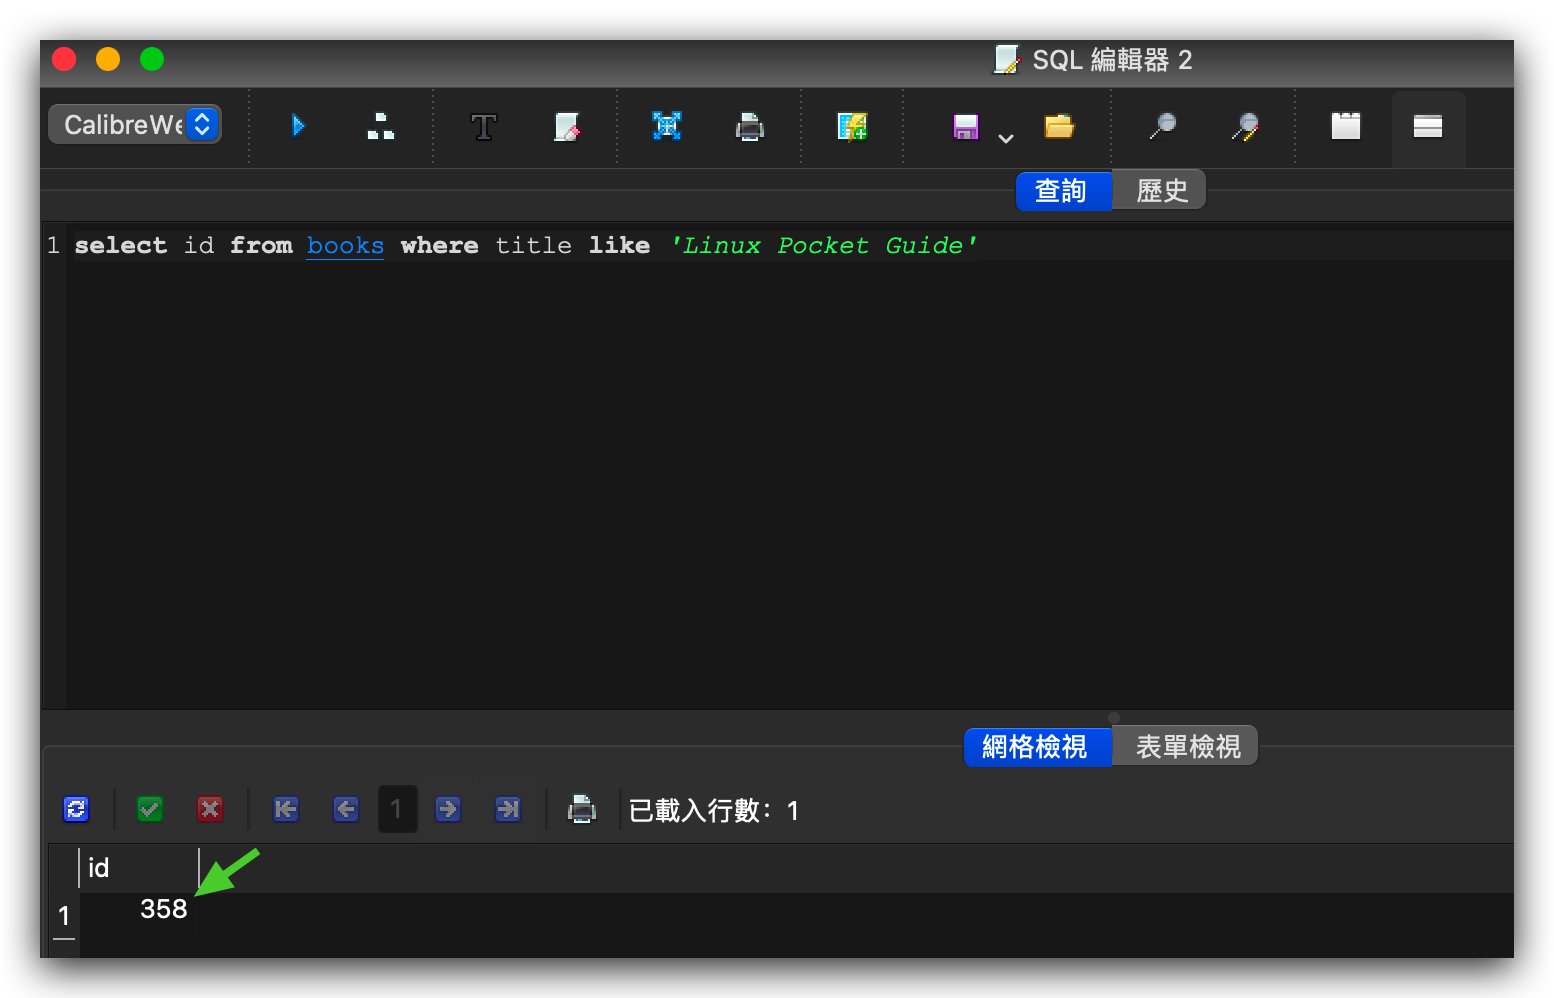 SQL 編輯器 2
CalibreWe
T
查詢 歷史
1 select id from books where title like 'Linux Pocket Guide'
網格檢視 表單檢視
1 已載入行數：1
id
1 358